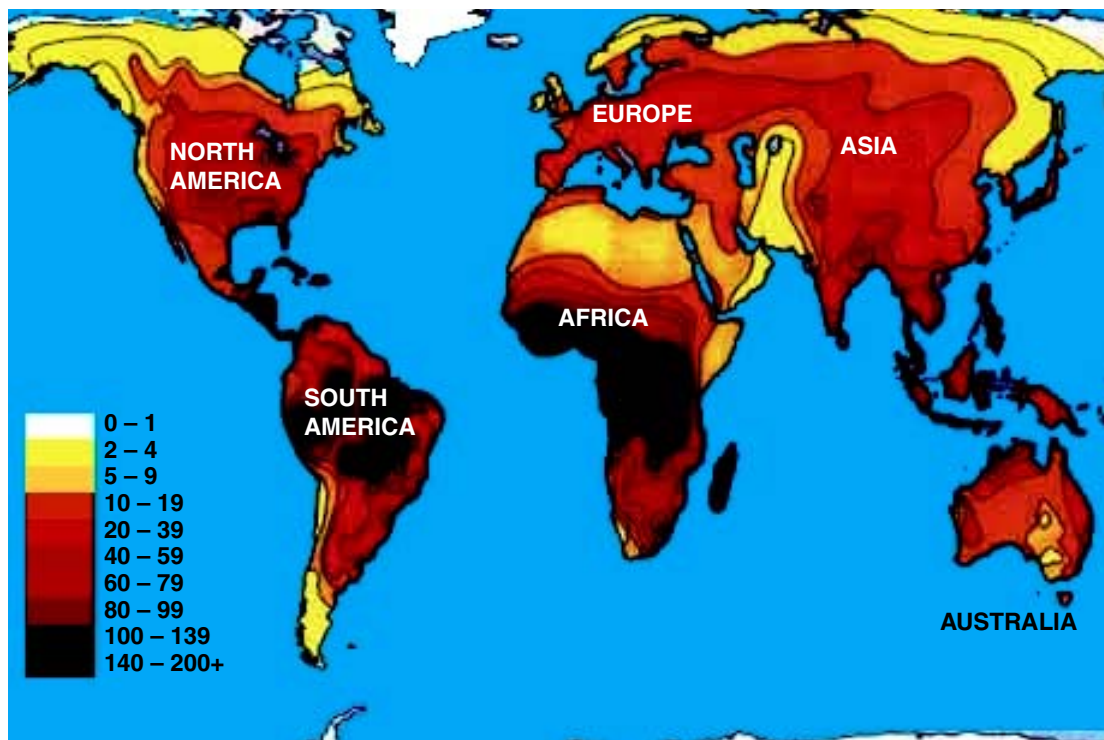 EUROPE
ASIA
NORTH
AMERICA
AFRICA
SOUTH
AMERICA
0 – 1
2 – 4
5 – 9
10 – 19
20 – 39
40 – 59
60 – 79
80 – 99
100 – 139
140 – 200+
AUSTRALIA